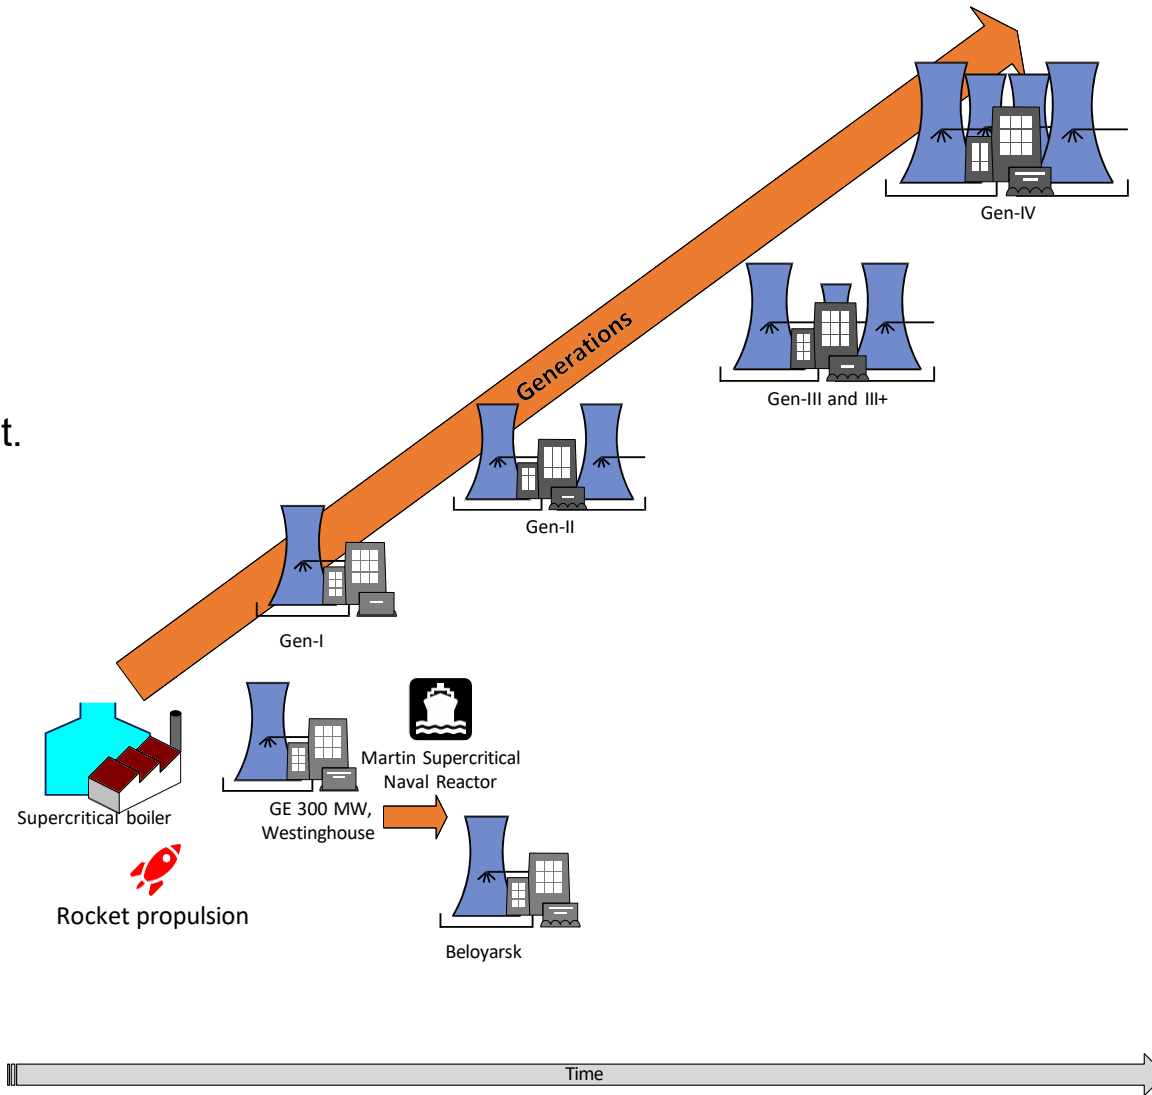 Gen-IV
Generations
Gen-III and III+
t.
Gen-II
Gen-I
Martin Supercritical
Naval Reactor
Supercritical boiler
GE 300 MW,
Westinghouse
Rocket propulsion
Beloyarsk
Time